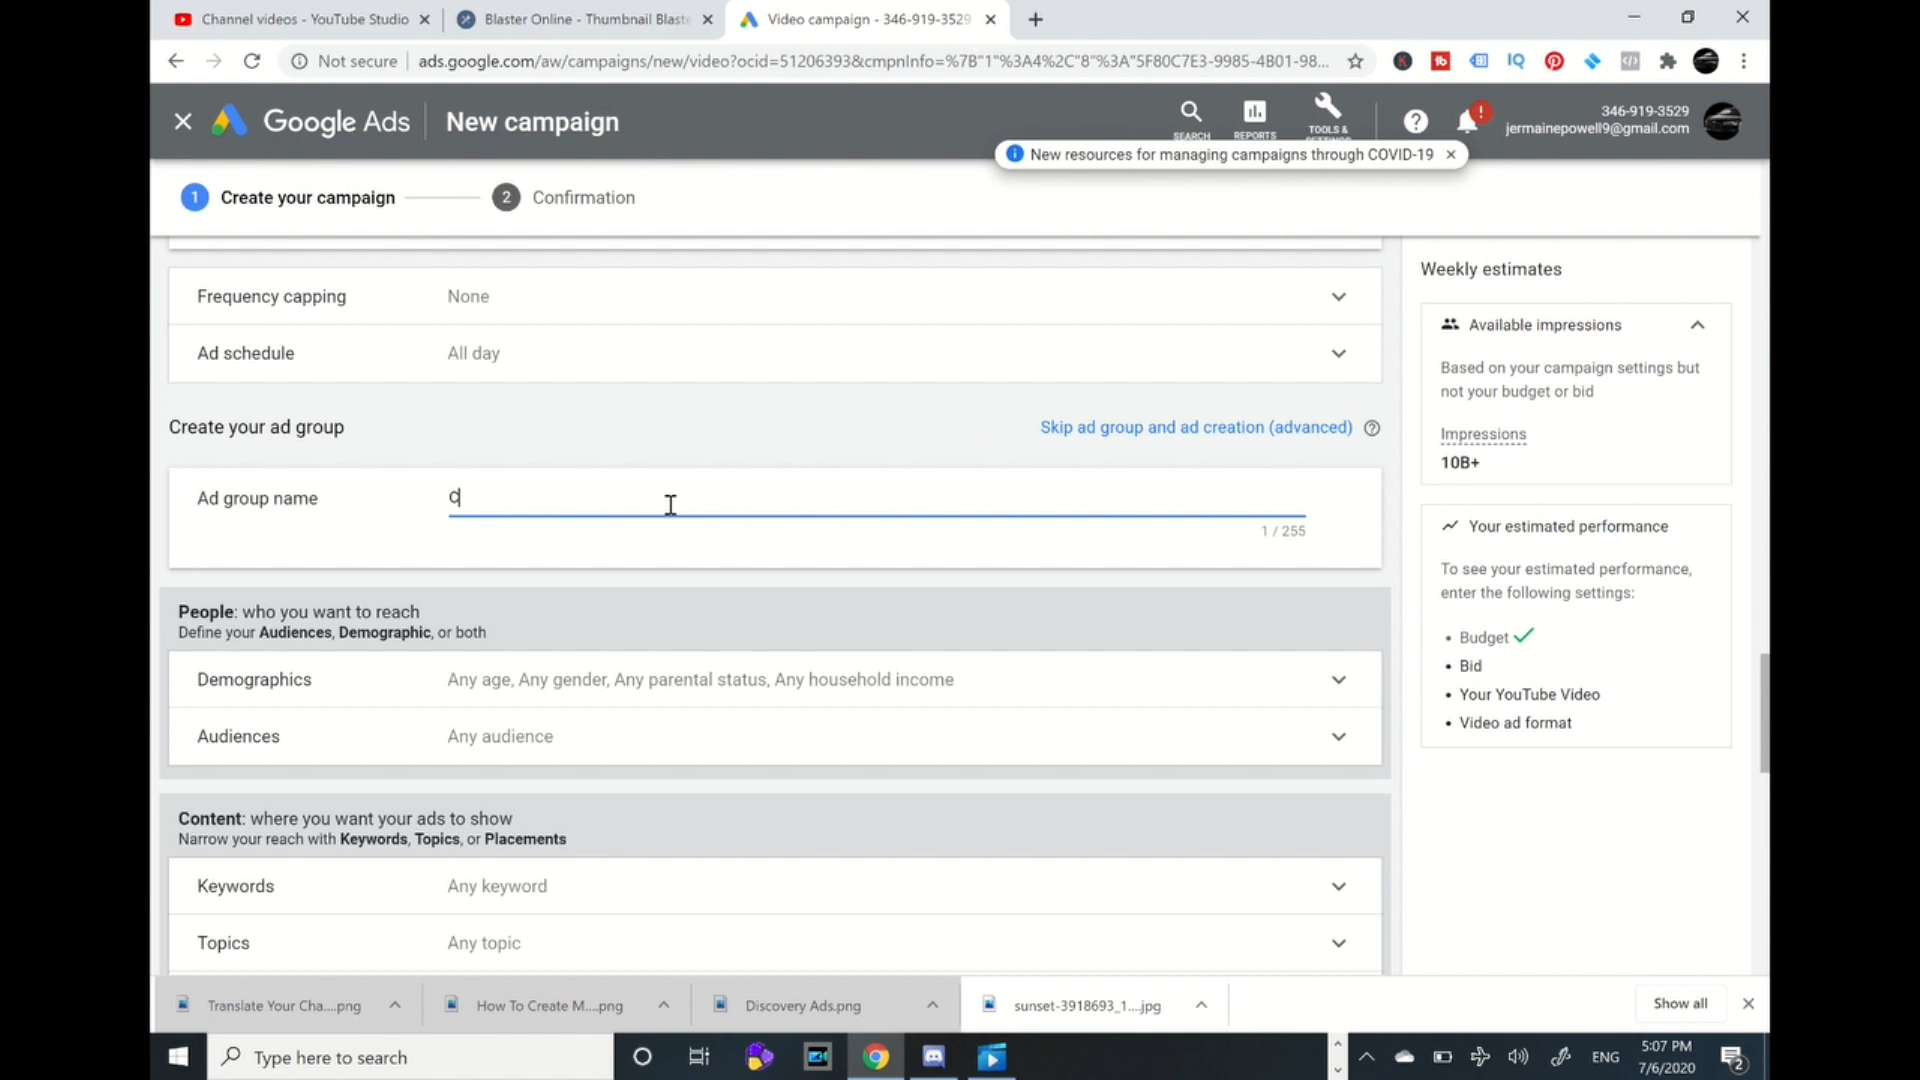 Channel videos - YouTube Studio
Blaster Online - Thumbnail Blaste
Video campaign - 346-919-3529
Not secure
ads.google.com/aw/campaigns/new/video?ocid=51206393&cmpnInfo=%7B"1"%3A4%2C"8"%3A"5F80C7E3-9985-4B01-98...
Google Ads
New campaign
SEARCH
REPORTS
TOOLS &
SETTINGS
346-919-3529
jermainepowell9@gmail.com
New resources for managing campaigns through COVID-19
1 Create your campaign
2 Confirmation
Frequency capping None
Ad schedule All day
Create your ad group
Skip ad group and ad creation (advanced)
Ad group name
1 / 255
People: who you want to reach
Define your Audiences, Demographic, or both
Demographics Any age, Any gender, Any parental status, Any household income
Audiences Any audience
Content: where you want your ads to show
Narrow your reach with Keywords, Topics, or Placements
Keywords Any keyword
Topics Any topic
Weekly estimates
Available impressions
Based on your campaign settings but
not your budget or bid
Impressions
10B+
Your estimated performance
To see your estimated performance,
enter the following settings:
• Budget
• Bid
• Your YouTube Video
• Video ad format
Translate Your Cha....png
How To Create M....png
Discovery Ads.png
sunset-3918693_1....jpg
Show all
Type here to search
ENG
5:07 PM
7/6/2020
2